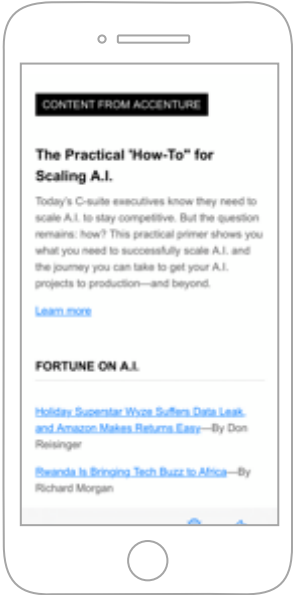 CONTENT FROM ACCENTURE
The Practical 'How-To" for
Scaling A.I.
Today's C-suite executives know they need to
scale A.I. to stay competitive. But the question
remains: how? This practical primer shows you
what you need to successfully scale A.I. and
the journey you can take to get your A.I.
projects to production—and beyond.
Learn more
FORTUNE ON A.I.
Holiday Superstar Wyze Suffers Data Leak,
and Amazon Makes Returns Easy—By Don
Reisinger
Rwanda Is Bringing Tech Buzz to Africa—By
Richard Morgan